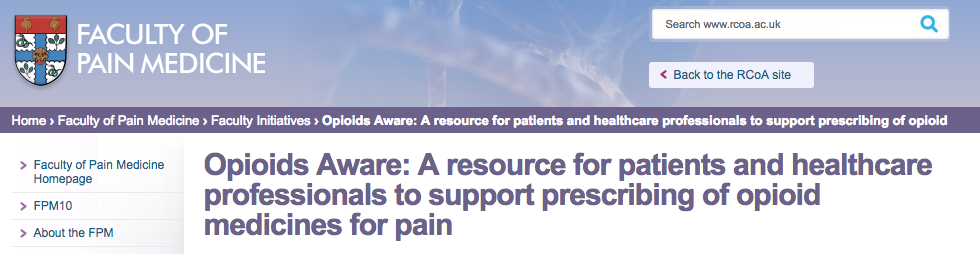 FACULTY OF
PAIN MEDICINE
Search www.rcoa.ac.uk
Back to the RCoA site
Home › Faculty of Pain Medicine › Faculty Initiatives › Opioids Aware: A resource for patients and healthcare professionals to support prescribing of opioid
Faculty of Pain Medicine
Homepage
FPM10
About the FPM
Opioids Aware: A resource for patients and healthcare
professionals to support prescribing of opioid
medicines for pain